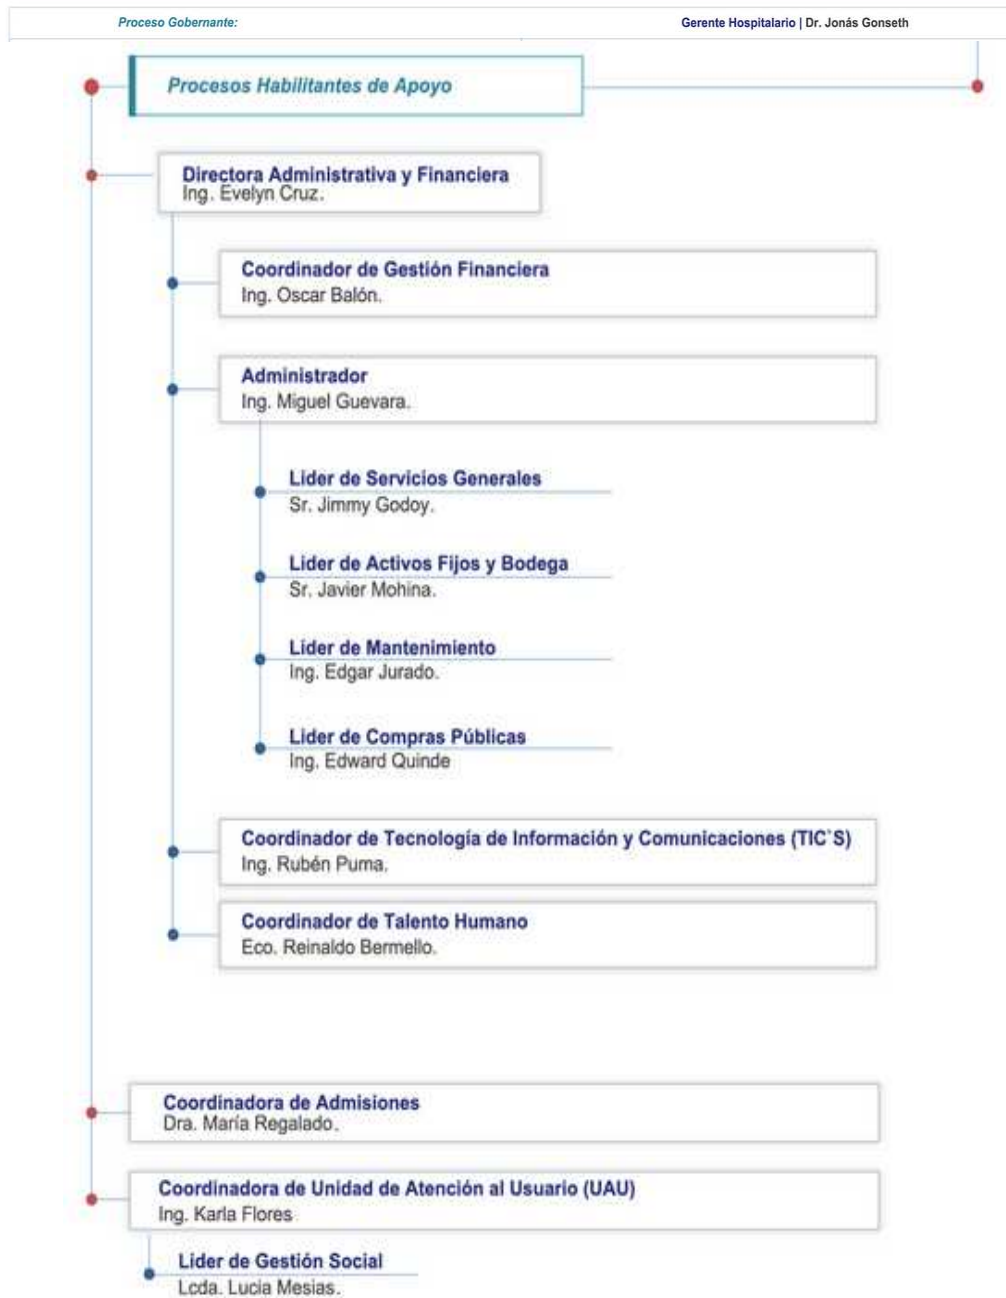 Proceso Gobernante:
Gerente Hospitalario | Dr. Jonás Gonseth
Procesos Habilitantes de Apoyo
Directora Administrativa y Financiera
Ing. Evelyn Cruz.
Coordinador de Gestión Financiera
Ing. Oscar Balón.
Administrador
Ing. Miguel Guevara.
Lider de Servicios Generales
Sr. Jimmy Godoy.
Lider de Activos Fijos y Bodega
Sr. Javier Mohina.
Lider de Mantenimiento
Ing. Edgar Jurado.
Lider de Compras Públicas
Ing. Edward Quinde
Coordinador de Tecnología de Información y Comunicaciones (TIC`S)
Ing. Rubén Puma.
Coordinador de Talento Humano
Eco. Reinaldo Bermello.
Coordinadora de Admisiones
Dra. María Regalado.
Coordinadora de Unidad de Atención al Usuario (UAU)
Ing. Karla Flores
Lider de Gestión Social
Lcda. Lucia Mesias.